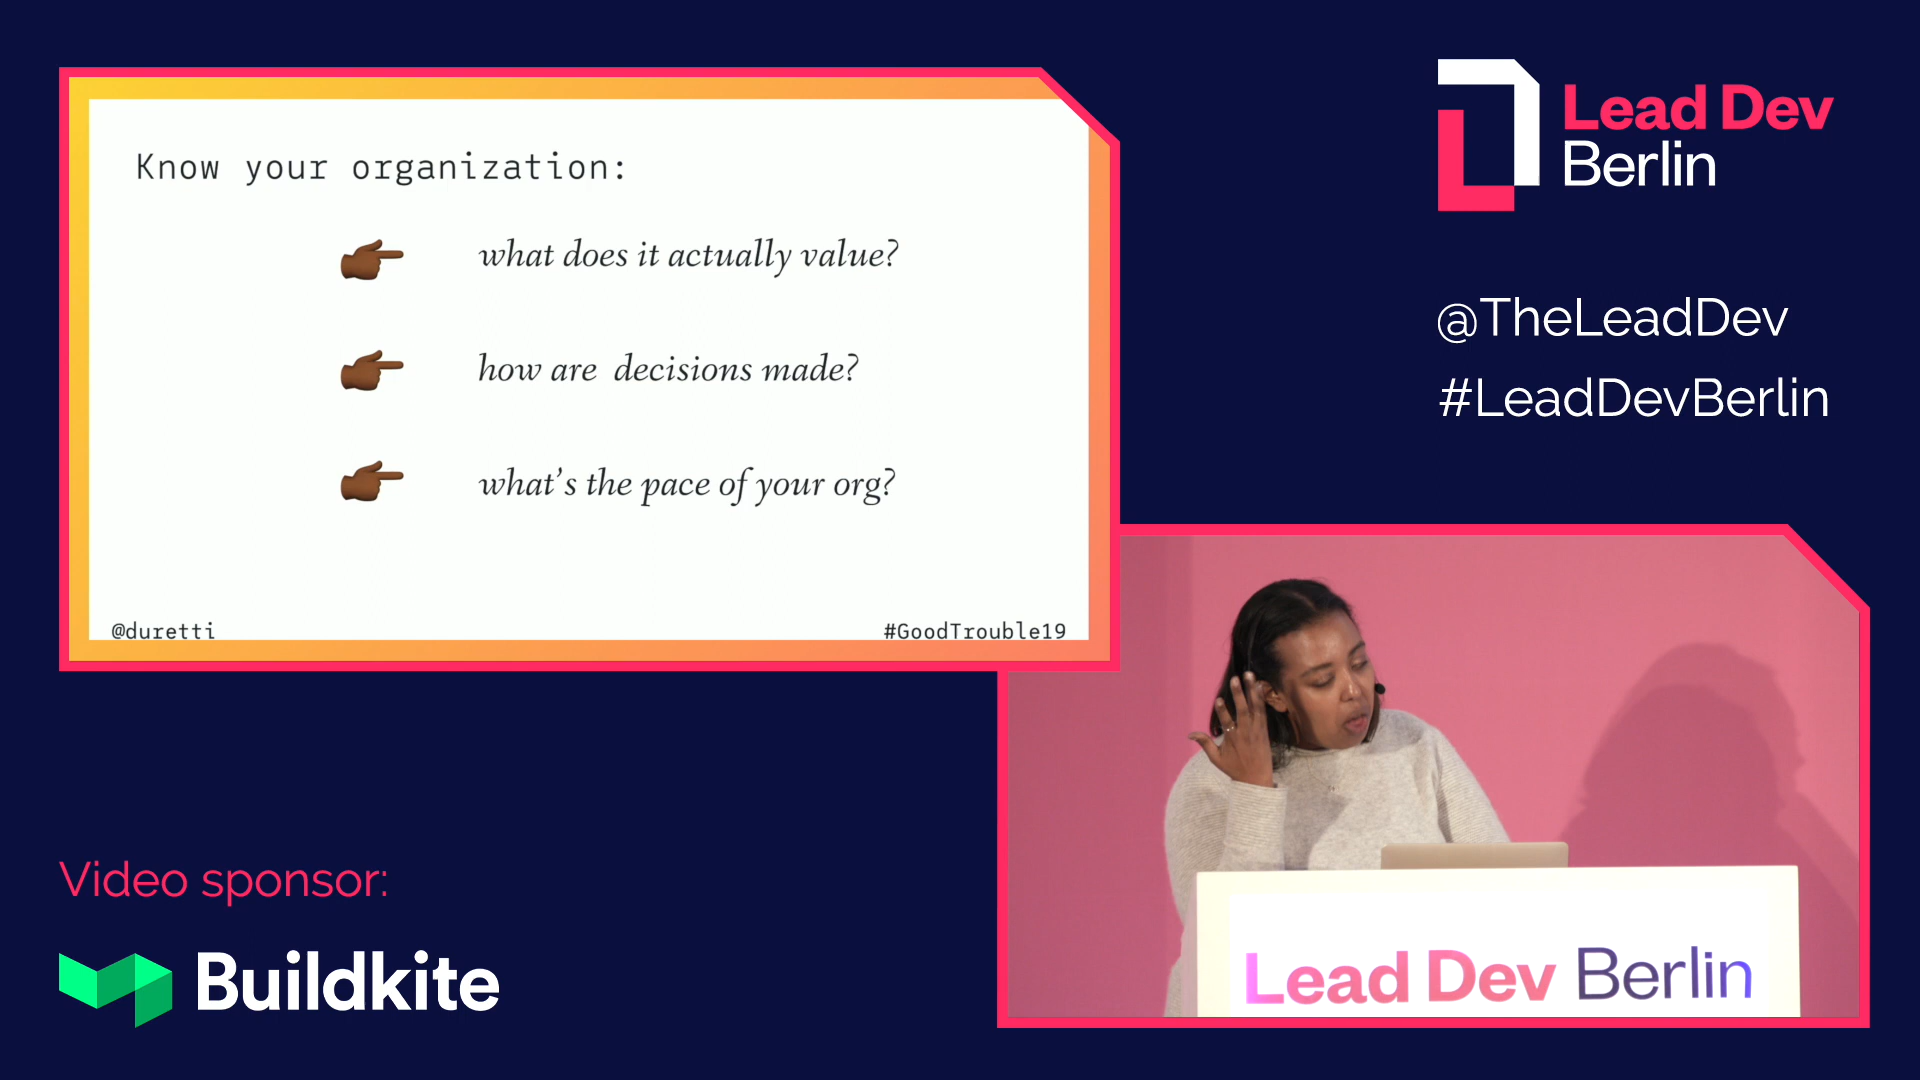 Know your organization:
what does it actually value?
how are decisions made?
what's the pace of your org?
@duretti
#GoodTrouble19
Lead Dev
Berlin
@TheLeadDev
#LeadDevBerlin
Video sponsor:
Buildkite
Lead Dev Berlin